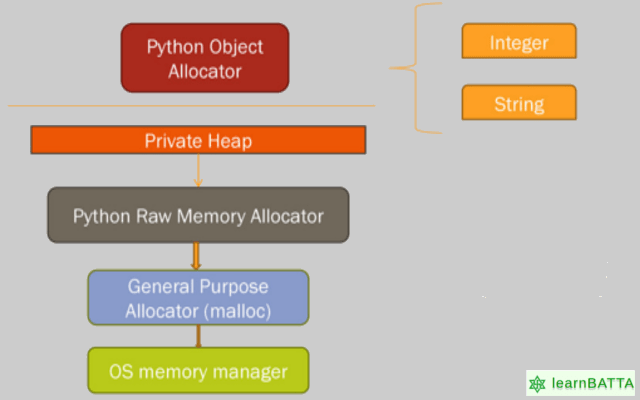 Python Object
Allocator
Integer
String
Private Heap
Python Raw Memory Allocator
General Purpose
Allocator (malloc)
OS memory manager
learnBATTA